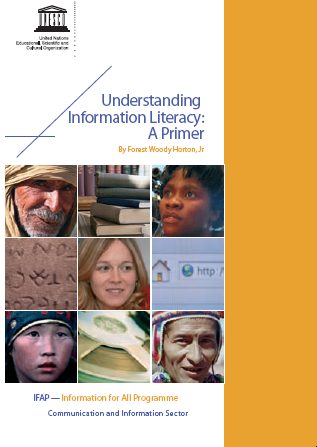 UNESCO
United Nations
Educational, Scientific and
Cultural Organization
Understanding
Information Literacy:
A Primer
By Forest Woody Horton, Jr
http:/
IFAP — Information for All Programme
Communication and Information Sector